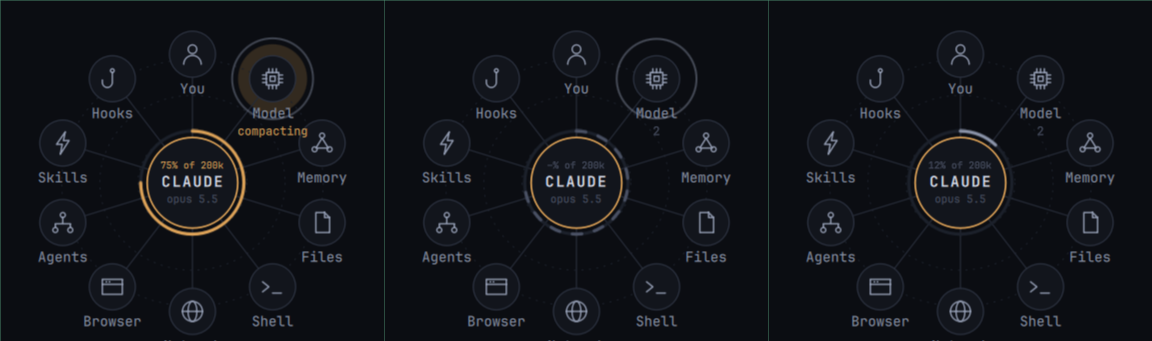 You
Hooks
Model
compacting
Skills
75% of 200k
CLAUDE
opus 5.5
Memory
Agents
Files
Browser
Shell
You
Hooks
Model
2
Skills
-% of 200k
CLAUDE
opus 5.5
Memory
Agents
Files
Browser
Shell
You
Hooks
Model
2
Skills
12% of 200k
CLAUDE
opus 5.5
Memory
Agents
Files
Browser
Shell